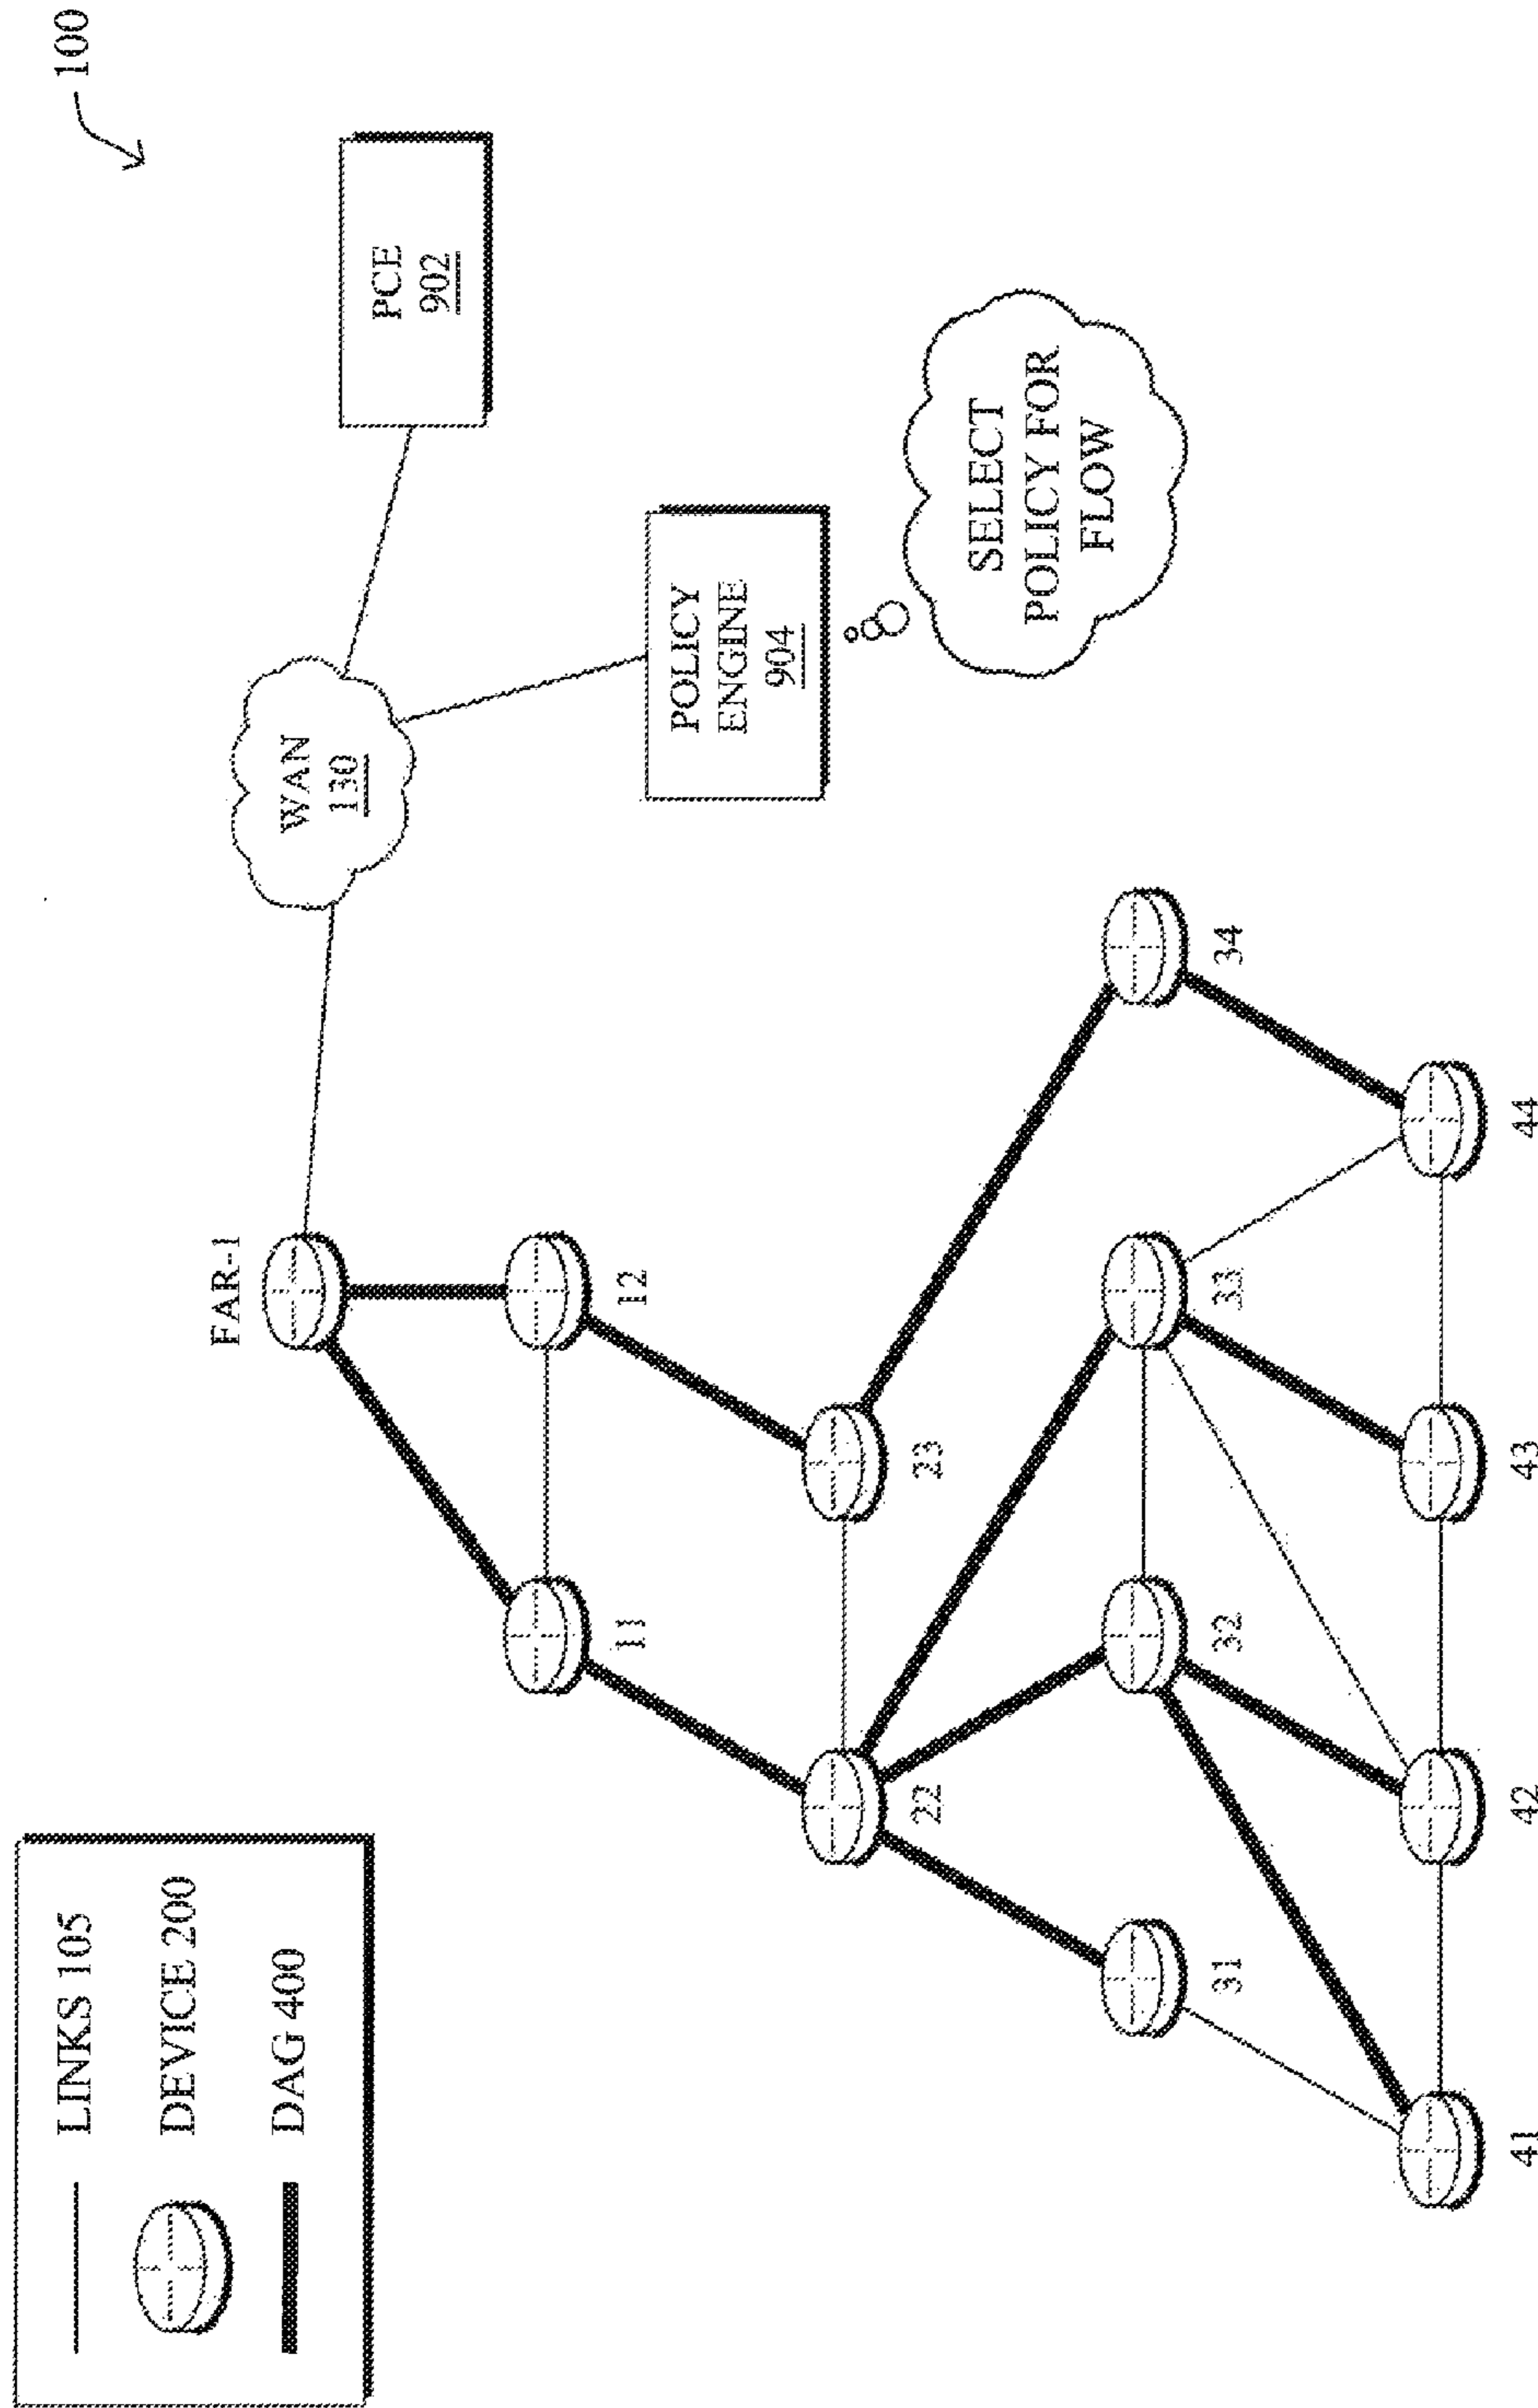 LINKS 105
DEVICE 200
DAG 400
100
FAR-1
WAN
130
PCE
902
POLICY
ENGINE
904
SELECT
POLICY FOR
FLOW
11
12
22
23
31
32
33
34
41
42
43
44